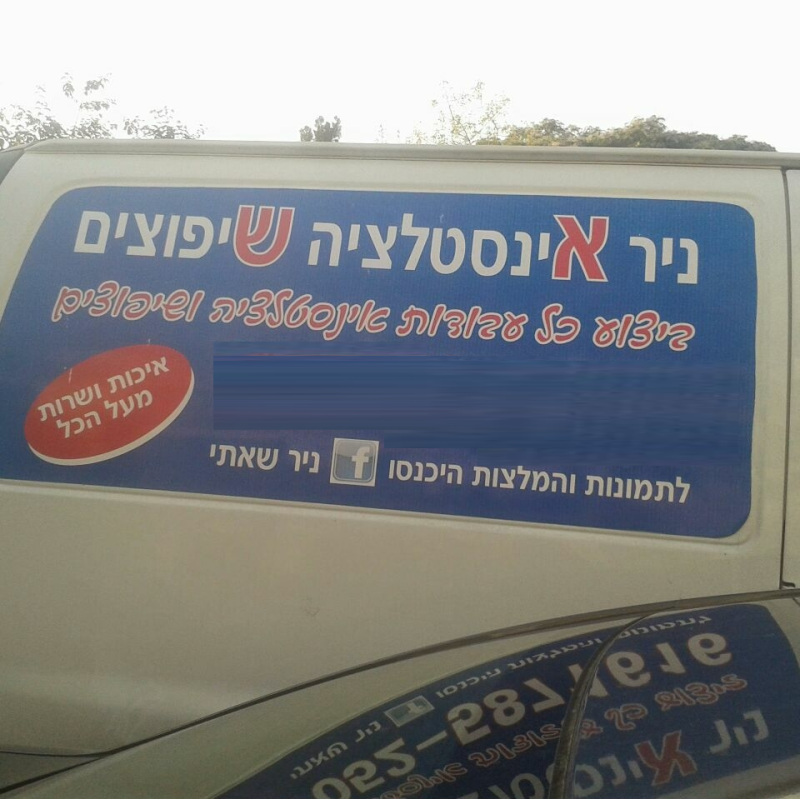 ניר אינסטלציה שיפוצים
ביצוע כל עבודות אינסטלציה ושיפוצים
איכות ושרות
מעל הכל
לתמונות והמלצות היכנסו f ניר שאתי